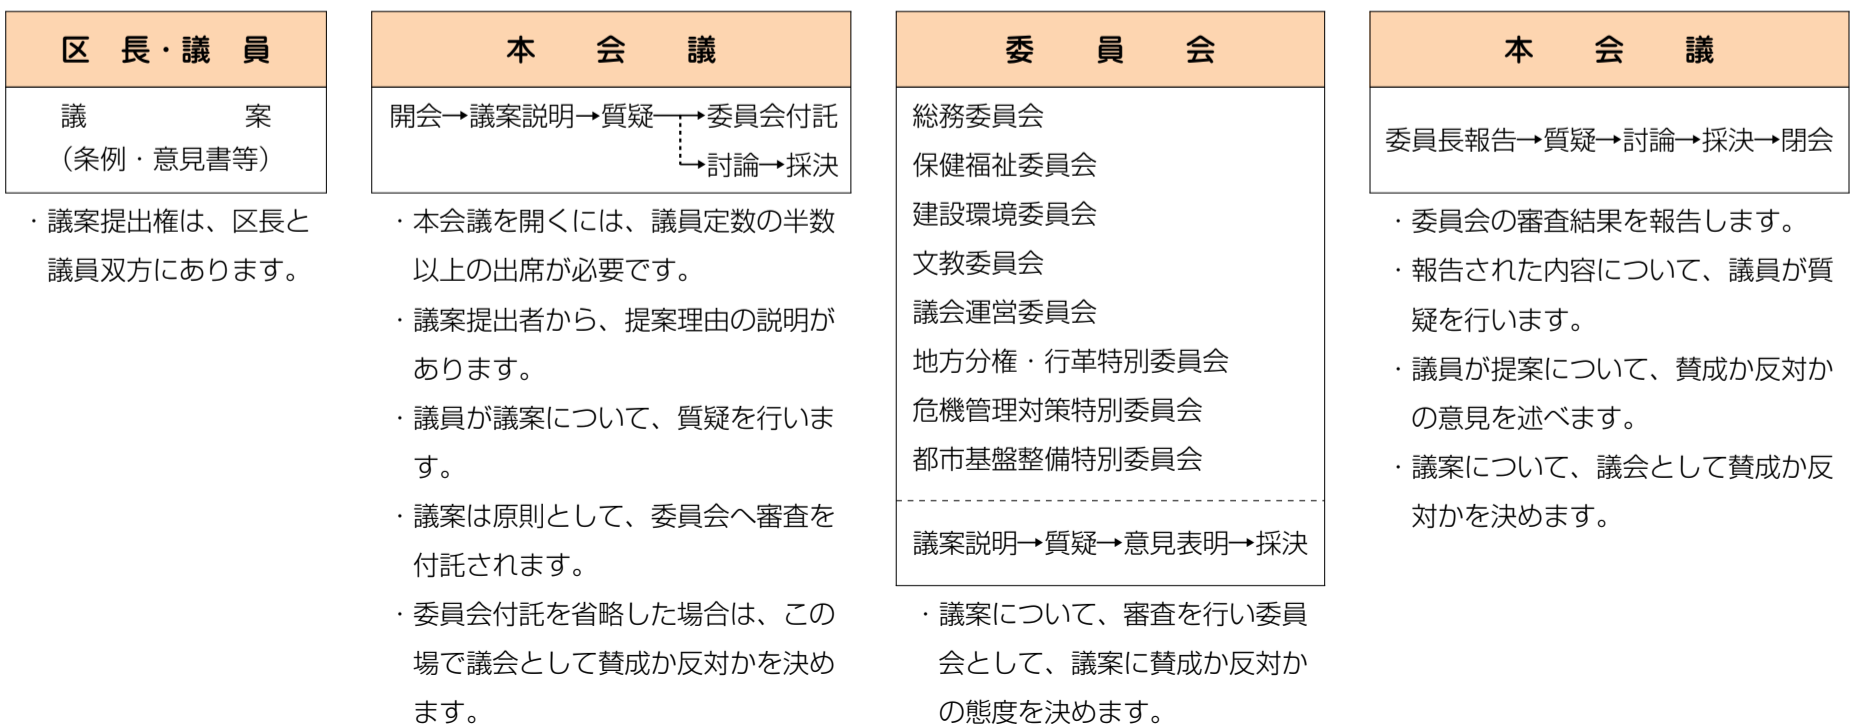 区長・議員
議案
（条例・意見書等）
・議案提出権は、区長と
議員双方にあります。
本会議
開会→議案説明→質疑→委員会付託
→討論→採決
・本会議を開くには、議員定数の半数
以上の出席が必要です。
・議案提出者から、提案理由の説明が
あります。
・議員が議案について、質疑を行いま
す。
・議案は原則として、委員会へ審査を
付託されます。
・委員会付託を省略した場合は、この
場で議会として賛成か反対かを決め
ます。
委員会
総務委員会
保健福祉委員会
建設環境委員会
文教委員会
議会運営委員会
地方分権・行革特別委員会
危機管理対策特別委員会
都市基盤整備特別委員会
議案説明→質疑→意見表明→採決
・議案について、審査を行い委員
会として、議案に賛成か反対か
の態度を決めます。
本会議
委員長報告→質疑→討論→採決→閉会
・委員会の審査結果を報告します。
・報告された内容について、議員が質
疑を行います。
・議員が提案について、賛成か反対か
の意見を述べます。
・議案について、議会として賛成か反
対かを決めます。